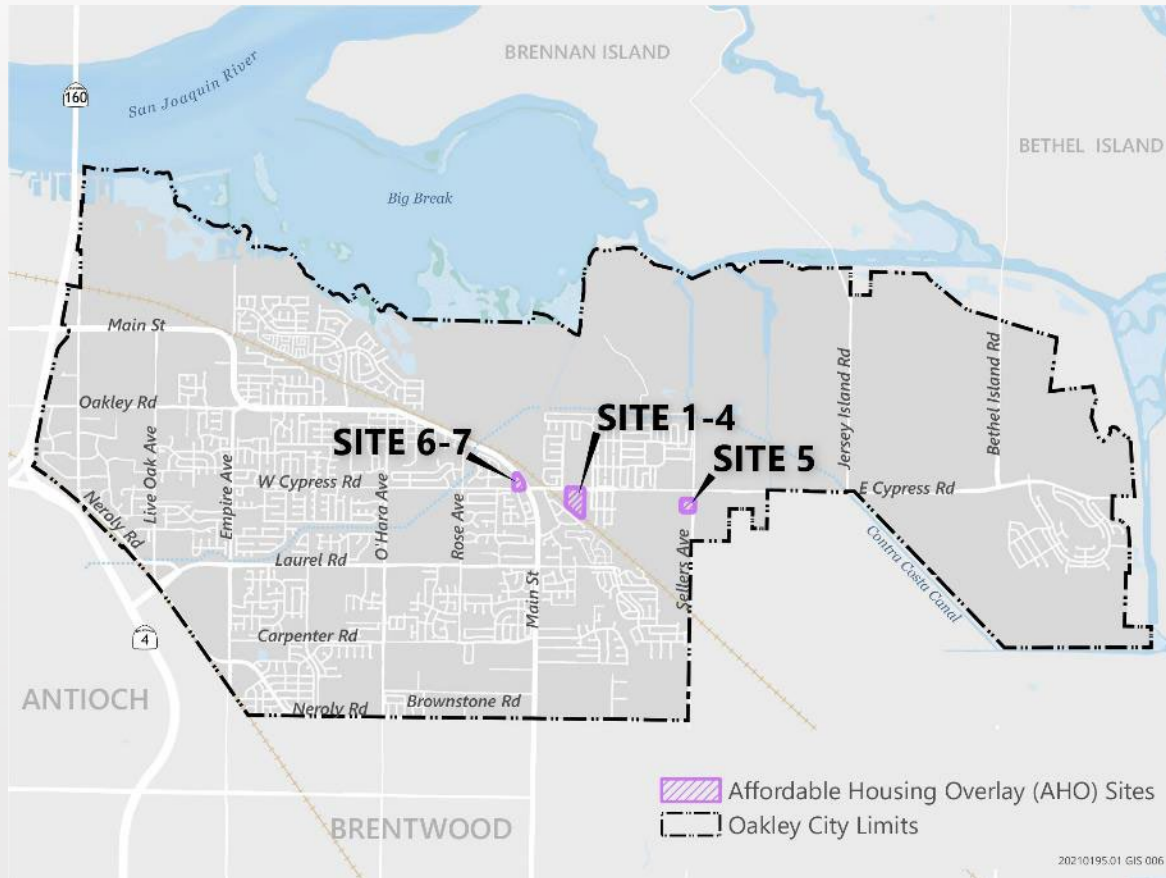 BRENNAN ISLAND
San Joaquin River
160
BETHEL ISLAND
Big Break
Main St
Oakley Rd
Live Oak Ave
Empire Ave
Neroly Rd
W Cypress Rd
O'Hara Ave
Rose Ave
SITE 6-7
SITE 1-4
SITE 5
Jersey Island Rd
Bethel Island Rd
E Cypress Rd
Sellers Ave
Contra Costa Canal
Laurel Rd
Main St
Carpenter Rd
4
ANTIOCH
Neroly Rd
Brownstone Rd
BRENTWOOD
Affordable Housing Overlay (AHO) Sites
Oakley City Limits
20210195.01 GIS 006